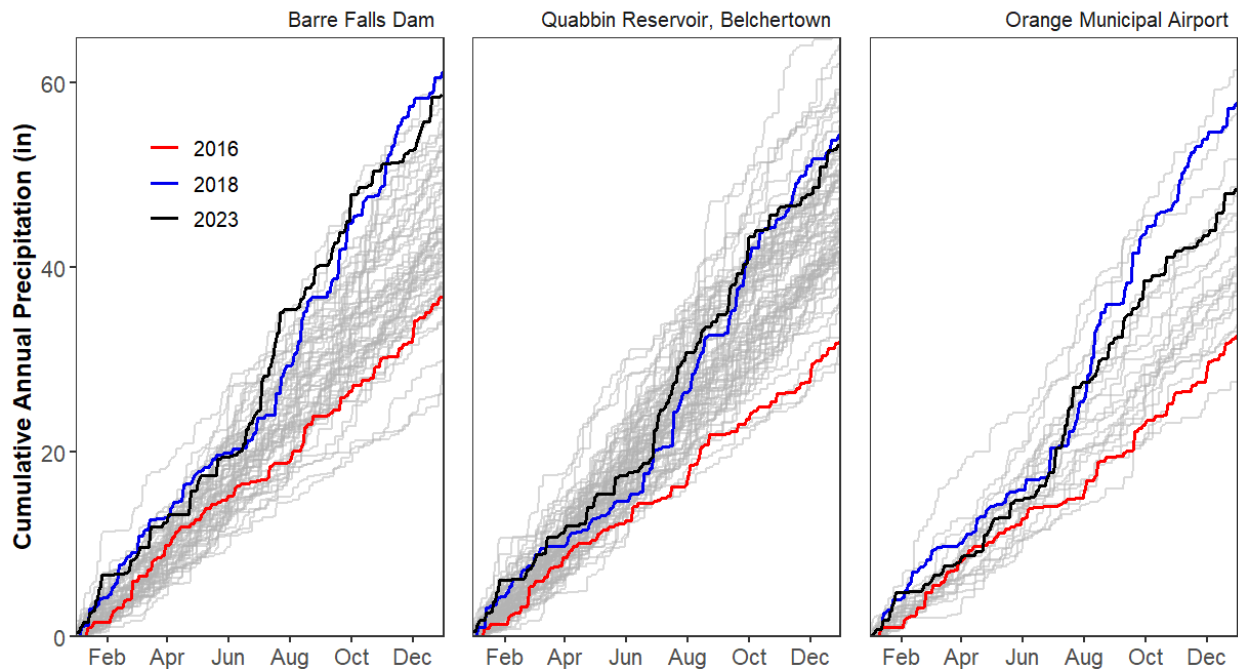 Barre Falls Dam
Quabbin Reservoir, Belchertown
Orange Municipal Airport
Cumulative Annual Precipitation (in)
60
40
20
0
2016
2018
2023
Feb Apr Jun Aug Oct Dec
Feb Apr Jun Aug Oct Dec
Feb Apr Jun Aug Oct Dec